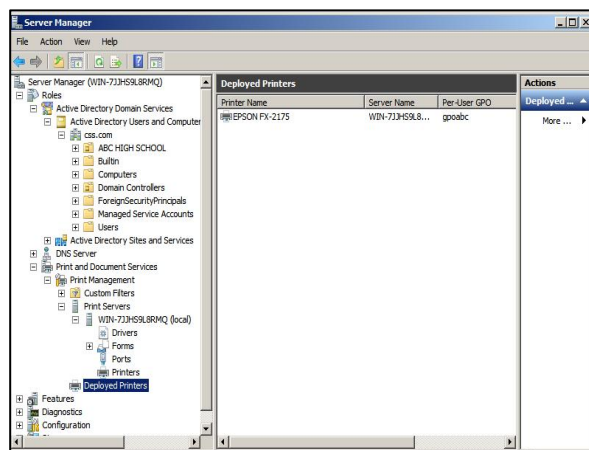 Server Manager
File Action View Help
Server Manager (WIN-7JJHS9L8RMQ)
Roles
Active Directory Domain Services
Active Directory Users and Computer
css.com
ABC HIGH SCHOOL
Builtin
Computers
Domain Controllers
ForeignSecurityPrincipals
Managed Service Accounts
Users
Active Directory Sites and Services
DNS Server
Print and Document Services
Print Management
Custom Filters
Print Servers
WIN-7JJHS9L8RMQ (local)
Drivers
Forms
Ports
Printers
Deployed Printers
Features
Diagnostics
Configuration
Deployed Printers
Printer Name Server Name Per-User GPO
EPSON FX-2175 WIN-7JJHS9L8... gpoabc
Actions
Deployed ...
More ...